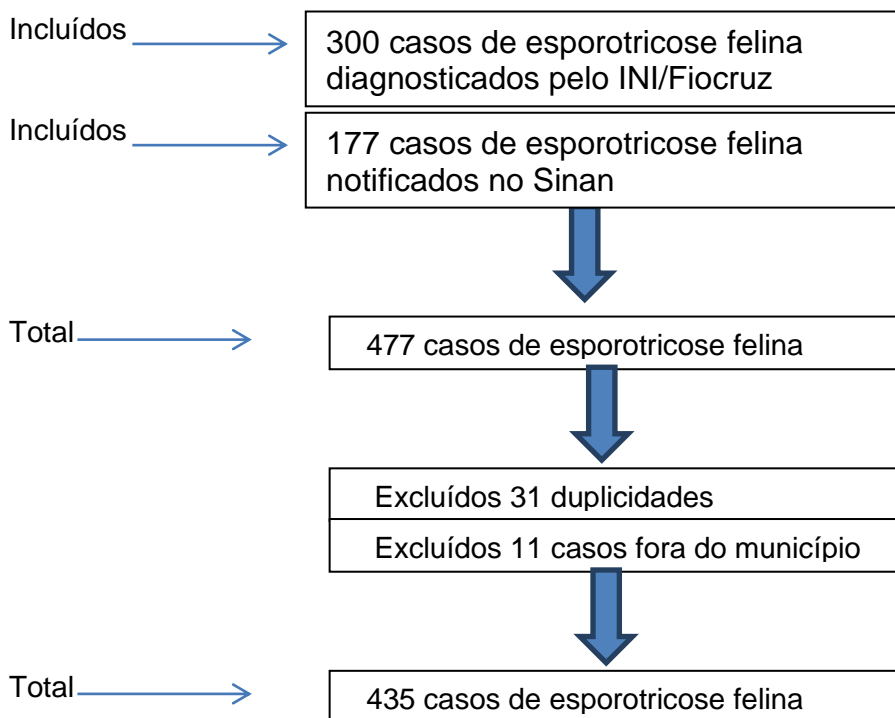 Incluídos
300 casos de esporotricose felina
diagnosticados pelo INI/Fiocruz
Incluídos
177 casos de esporotricose felina
notificados no Sinan
Total
477 casos de esporotricose felina
Excluídos 31 duplicidades
Excluídos 11 casos fora do município
Total
435 casos de esporotricose felina